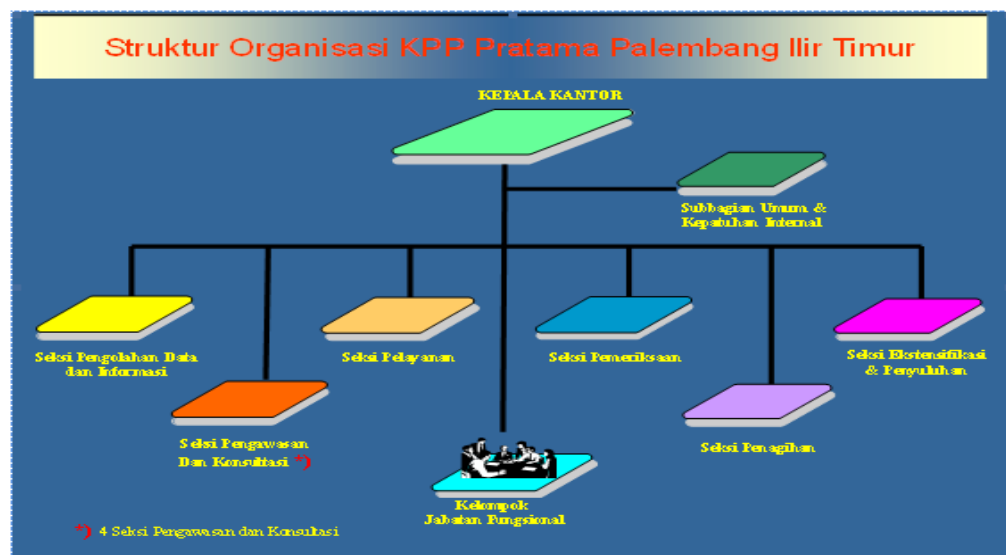 Struktur Organisasi KPP Pratama Palembang Ilir Timur
KEPALA KANTOR
Subbagian Umum &
Kepatuhan Internal
Seksi Pengolahan Data
dan Informasi
Seksi Pelayanan
Seksi Pemeriksaan
Seksi Ekstensifikasi
& Penyuluhan
Seksi Pengawasan
Dan Konsultasi *)
Seksi Penagihan
Kelompok
Jabatan Fungsional
*) 4 Seksi Pengawasan dan Konsultasi